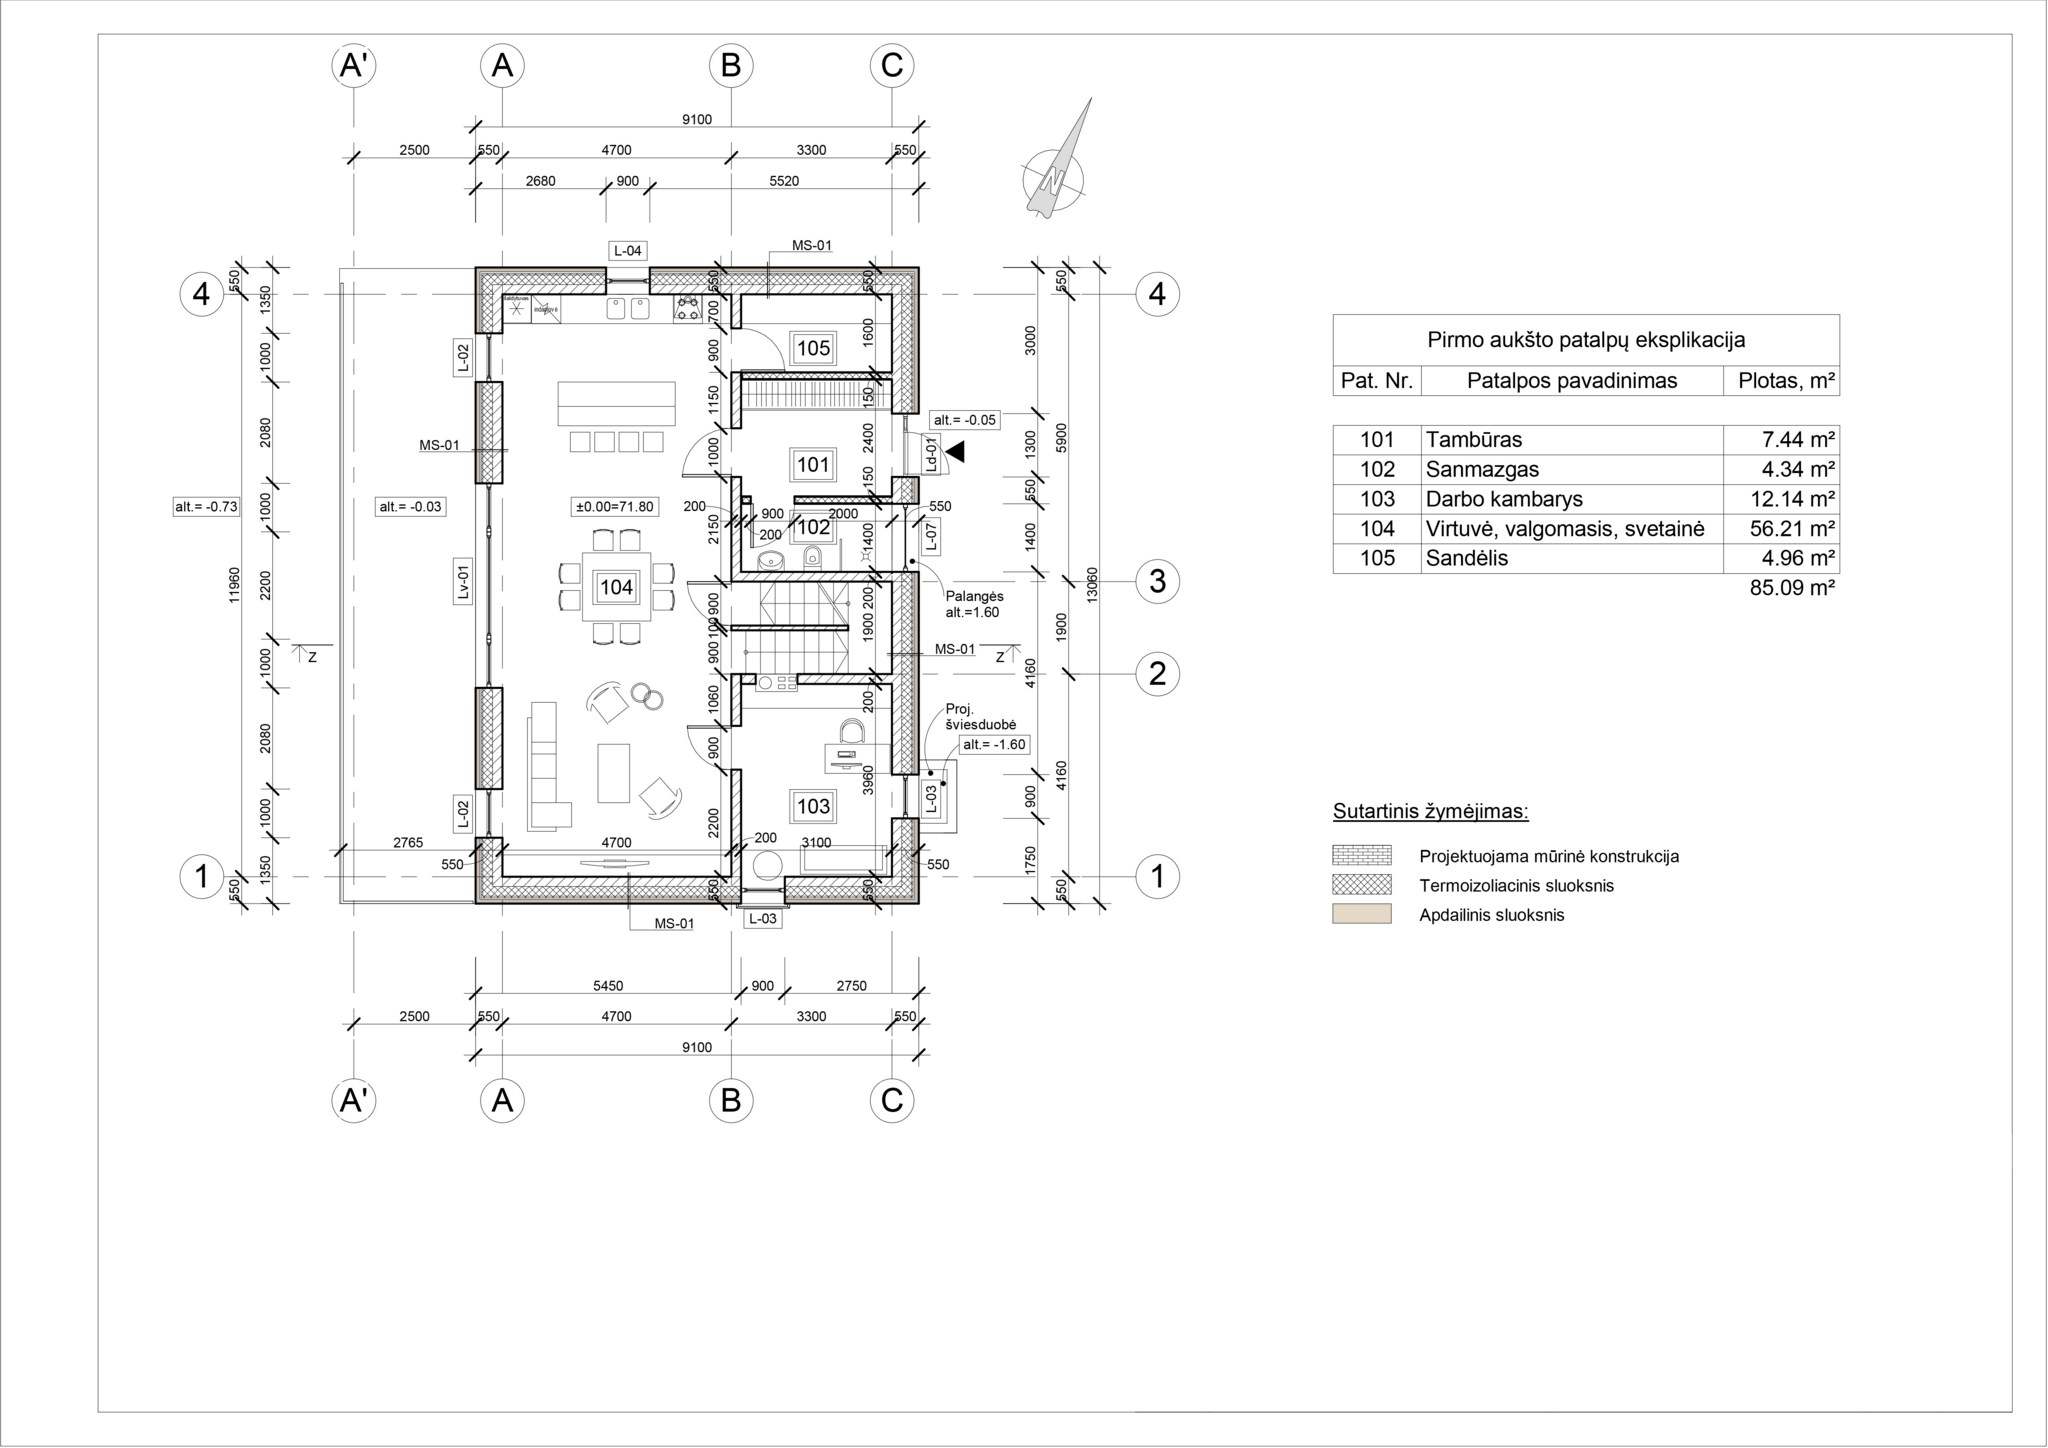 A' A B C
9100
2500 550 4700 3300 550
2680 900 5520
N
L-04
MS-01
4
4
550
1350
550
700
550
550
šaldytuvas
indaplovė
Pirmo aukšto patalpų eksplikacija
Pat. Nr. Patalpos pavadinimas Plotas, m²
101 Tambūras 7.44 m²
102 Sanmazgas 4.34 m²
103 Darbo kambarys 12.14 m²
104 Virtuvė, valgomasis, svetainė 56.21 m²
105 Sandėlis 4.96 m²
85.09 m²
1000
L-02
900
105
1600
3000
2080
MS-01
1150
150
alt.= -0.05
1000
101
2400
Ld-01
1300
5900
150
550
alt.= -0.73
alt.= -0.03
±0.00=71.80
1000
200 900 2000 550
2150
102
200
1400
L-07
1400
3
11960
2200
Lv-01
104
900
200
Palangės
alt.=1.60
13060
100
1900
1900
Z
1000
900
MS-01
Z
4160
2
1060
200
2080
900
Proj.
šviesduobė
alt.= -1.60
3960
4160
1000
L-02
103
L-03
900
2200
Sutartinis žymėjimas:
Projektuojama mūrinė konstrukcija
Termoizoliacinis sluoksnis
Apdailinis sluoksnis
2765
550
4700
200
3100
550
1750
1
1
1350
550
550
550
550
MS-01
L-03
5450 900 2750
2500 550 4700 3300 550
9100
A' A B C